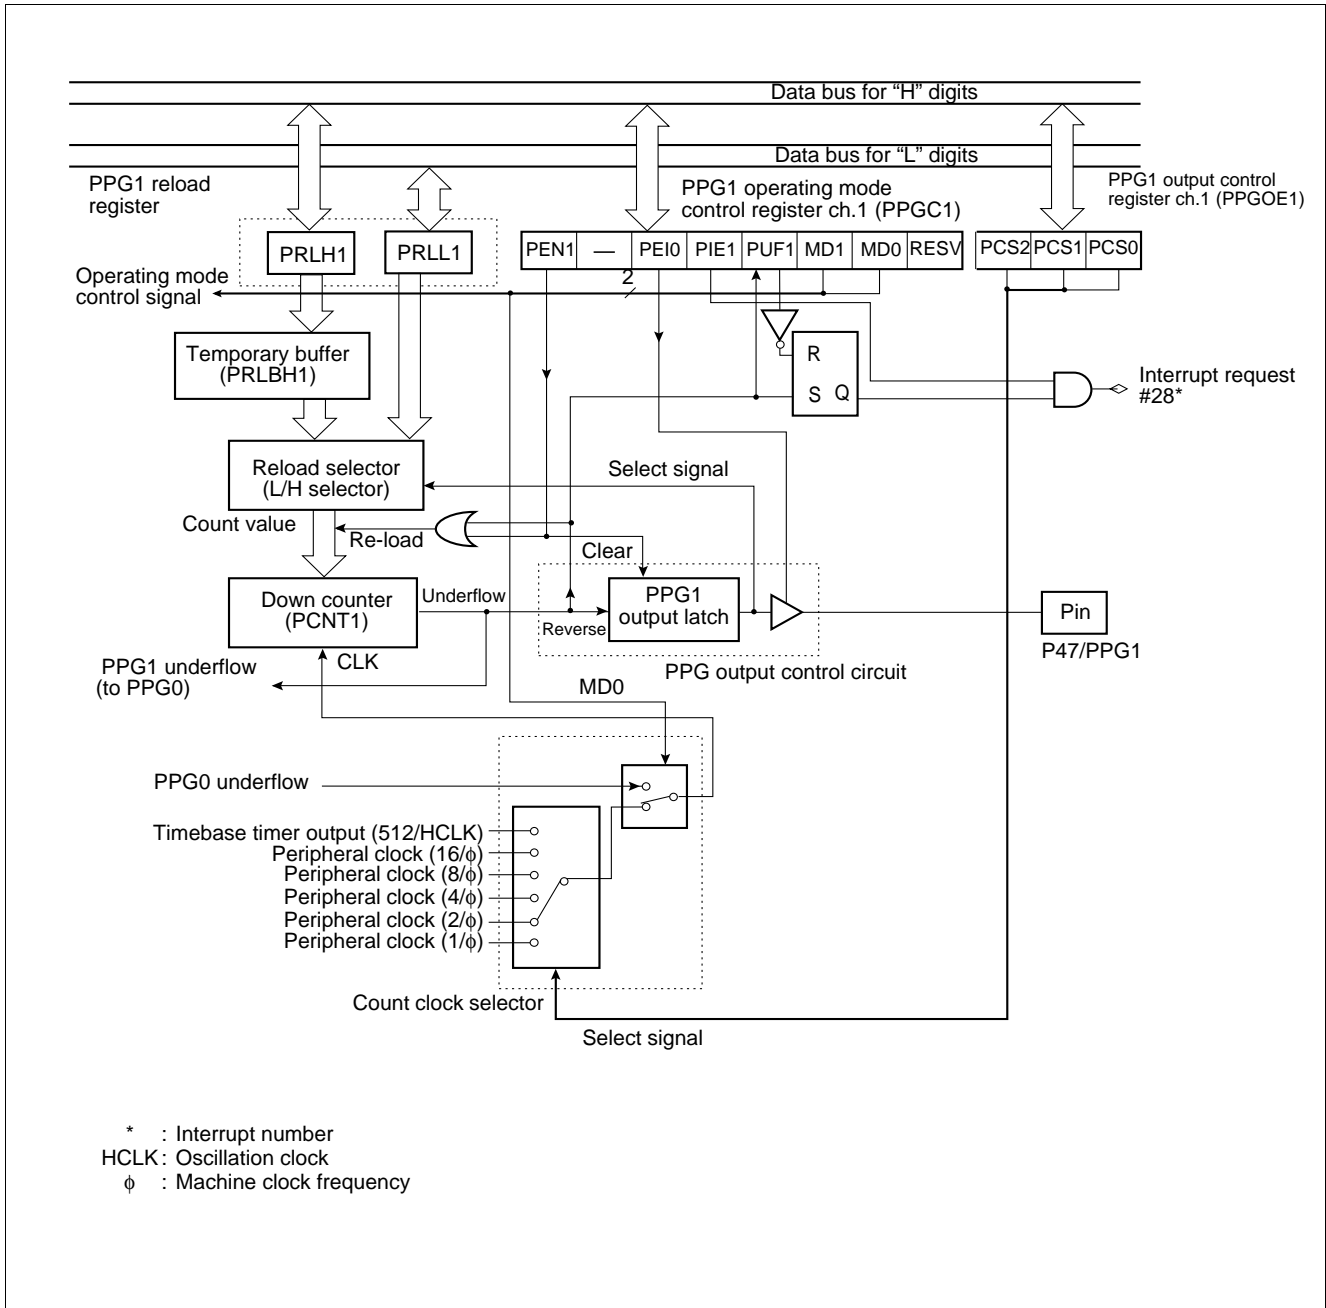 Data bus for “H” digits
Data bus for “L” digits
PPG1 reload
register
PPG1 operating mode
control register ch.1 (PPGC1)
PPG1 output control
register ch.1 (PPGOE1)
PRLH1
PRLL1
PEN1
—
PEI0
PIE1
PUF1
MD1
MD0
RESV
PCS2
PCS1
PCS0
Operating mode
control signal
2
Temporary buffer
(PRLBH1)
R
S
Q
Interrupt request
#28*
Reload selector
(L/H selector)
Select signal
Count value
Re-load
Clear
Down counter
(PCNT1)
Underflow
Reverse
PPG1
output latch
Pin
P47/PPG1
PPG output control circuit
PPG1 underflow
(to PPG0)
CLK
MD0
PPG0 underflow
Timebase timer output (512/HCLK)
Peripheral clock (16/ϕ)
Peripheral clock (8/ϕ)
Peripheral clock (4/ϕ)
Peripheral clock (2/ϕ)
Peripheral clock (1/ϕ)
Count clock selector
Select signal
* : Interrupt number
HCLK : Oscillation clock
ϕ : Machine clock frequency